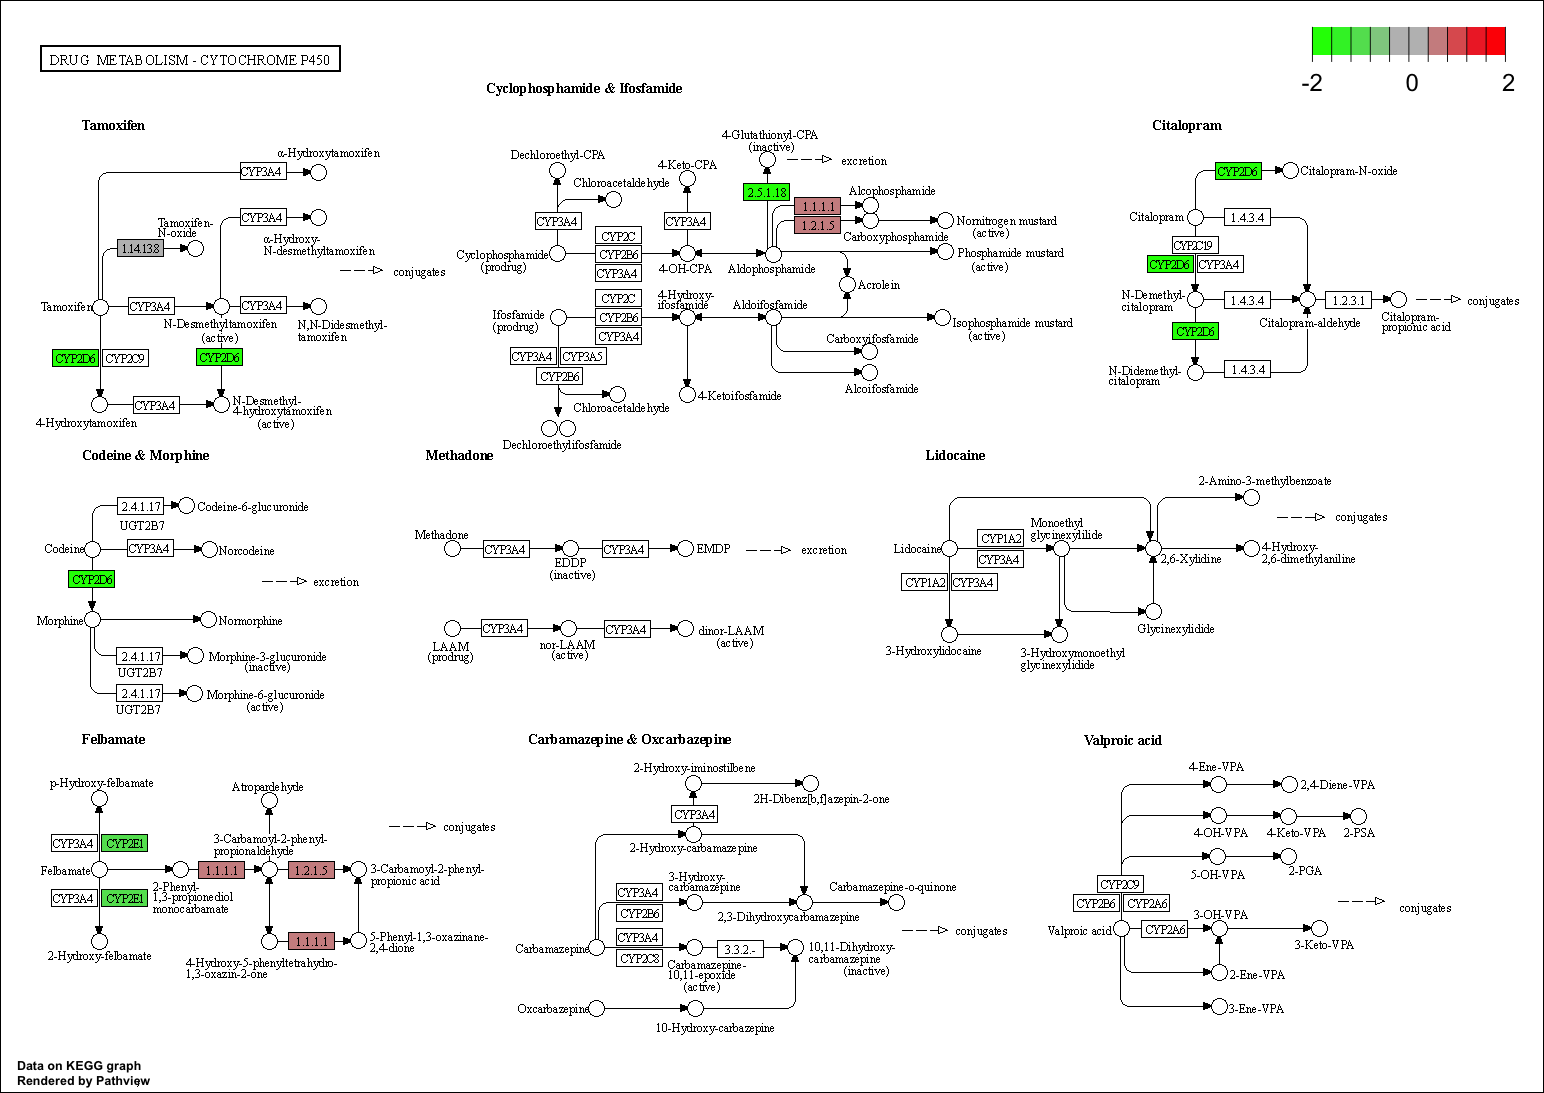 DRUG METABOLISM - CYTOCHROME P450
-2 0 2
Cyclophosphamide & Ifosfamide
Tamoxifen
α-Hydroxytamoxifen
CYP3A4
Tamoxifen-
N-oxide
1.14.13.8
CYP3A4
α-Hydroxy-
N-desmethyltamoxifen
conjugates
Tamoxifen
CYP3A4
CYP3A4
N-Desmethyltamoxifen
(active)
N,N-Didesmethyl-
tamoxifen
CYP2D6
CYP2C9
CYP2D6
CYP3A4
4-Hydroxytamoxifen
N-Desmethyl-
4-hydroxytamoxifen
(active)
Dechloroethyl-CPA
Chloroacetaldehyde
CYP3A4
4-Keto-CPA
CYP3A4
4-Glutathionyl-CPA
(inactive)
excretion
2.5.1.18
1.1.1.1
Alcophosphamide
1.2.1.5
Carboxyphosphamide
Nornitrogen mustard
(active)
Cyclophosphamide
(prodrug)
CYP2C
CYP2B6
CYP3A4
4-OH-CPA
Aldophosphamide
Phosphamide mustard
(active)
Acrolein
Ifosfamide
(prodrug)
CYP2C
CYP2B6
CYP3A4
4-Hydroxy-
ifosfamide
Aldoifosfamide
Isophosphamide mustard
(active)
CYP3A4
CYP3A5
CYP2B6
Carboxyifosfamide
Alcoifosfamide
4-Ketoifosfamide
Chloroacetaldehyde
Dechloroethylifosfamide
Citalopram
CYP2D6
Citalopram-N-oxide
Citalopram
1.4.3.4
CYP2C19
CYP2D6
CYP3A4
N-Demethyl-
citalopram
1.4.3.4
1.2.3.1
conjugates
Citalopram-aldehyde
Citalopram-
propionic acid
CYP2D6
N-Didemethyl-
citalopram
1.4.3.4
Codeine & Morphine
2.4.1.17
UGT2B7
Codeine-6-glucuronide
Codeine
CYP3A4
Norcodeine
CYP2D6
excretion
Morphine
Normorphine
2.4.1.17
UGT2B7
Morphine-3-glucuronide
(inactive)
2.4.1.17
UGT2B7
Morphine-6-glucuronide
(active)
Methadone
Methadone
CYP3A4
EDDP
(inactive)
CYP3A4
EMDP
excretion
LAAM
(prodrug)
CYP3A4
nor-LAAM
(active)
CYP3A4
dinor-LAAM
(active)
Lidocaine
2-Amino-3-methylbenzoate
conjugates
Lidocaine
CYP1A2
CYP3A4
Monoethyl
glycinexylilide
2,6-Xylidine
4-Hydroxy-
2,6-dimethylaniline
CYP1A2
CYP3A4
Glycinexylidide
3-Hydroxylidocaine
3-Hydroxymonoethyl
glycinexylidide
Felbamate
p-Hydroxy-felbamate
Atropardehyde
conjugates
CYP3A4
CYP2E1
3-Carbamoyl-2-phenyl-
propionaldehyde
Felbamate
1.1.1.1
1.2.1.5
3-Carbamoyl-2-phenyl-
propionic acid
CYP3A4
CYP2E1
2-Phenyl-
1,3-propionediol
monocarbamate
2-Hydroxy-felbamate
1.1.1.1
5-Phenyl-1,3-oxazinane-
2,4-dione
4-Hydroxy-5-phenyltetrahydro-
1,3-oxazin-2-one
Carbamazepine & Oxcarbazepine
2-Hydroxy-iminostilbene
2H-Dibenz[b,f]azepin-2-one
CYP3A4
2-Hydroxy-carbamazepine
CYP3A4
CYP2B6
3-Hydroxy-
carbamazepine
2,3-Dihydroxycarbamazepine
Carbamazepine-o-quinone
Carbamazepine
CYP3A4
CYP2C8
Carbamazepine-
10,11-epoxide
(active)
3.3.2.-
10,11-Dihydroxy-
carbamazepine
(inactive)
conjugates
Oxcarbazepine
10-Hydroxy-carbazepine
Valproic acid
4-Ene-VPA
2,4-Diene-VPA
4-OH-VPA
4-Keto-VPA
2-PSA
5-OH-VPA
2-PGA
CYP2C9
CYP2B6
CYP2A6
conjugates
Valproic acid
CYP2A6
3-OH-VPA
3-Keto-VPA
2-Ene-VPA
3-Ene-VPA
Data on KEGG graph
Rendered by Pathview